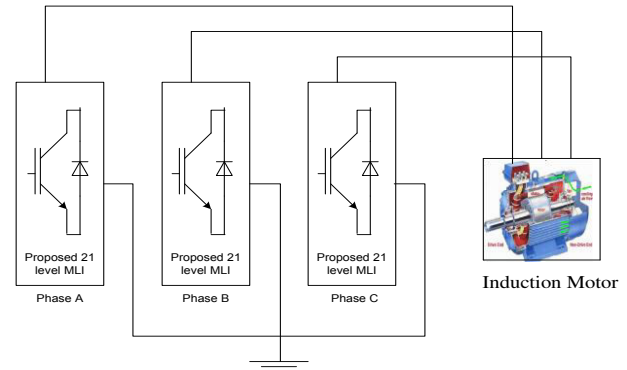 Proposed 21
level MLI
Phase A
Proposed 21
level MLI
Phase B
Proposed 21
level MLI
Phase C
Induction Motor